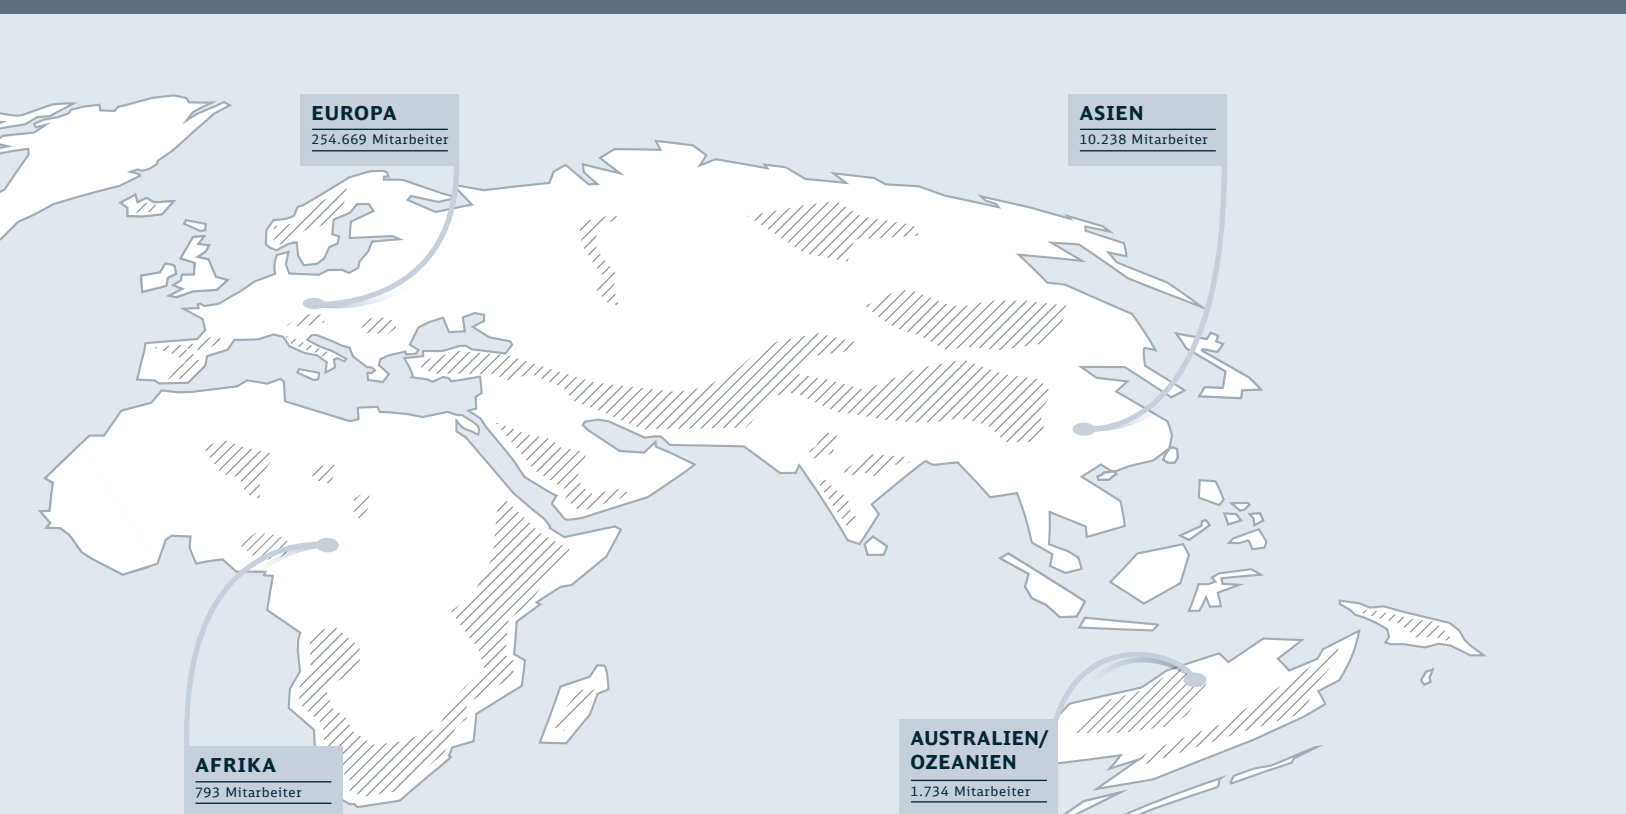 EUROPA
254.669 Mitarbeiter
ASIEN
10.238 Mitarbeiter
AFRIKA
793 Mitarbeiter
AUSTRALIEN/
OZEANIEN
1.734 Mitarbeiter